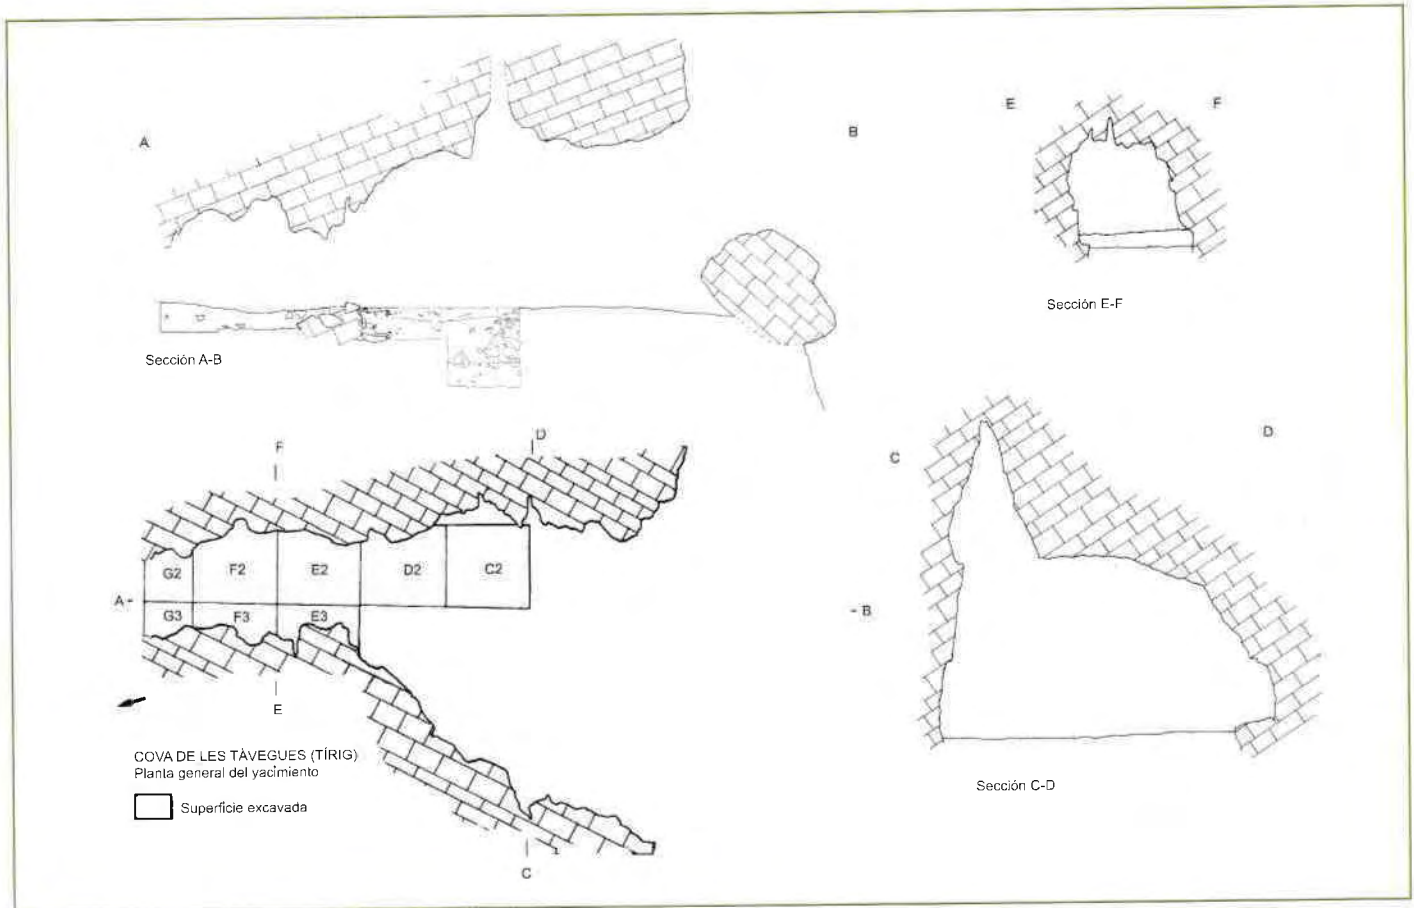 A
B
Sección A-B
E
F
Sección E-F
F
D
G2
F2
E2
D2
C2
A -
- B
G3
F3
E3
E
C
COVA DE LES TÀVEGUES (TÍRIG)
Planta general del yacimiento
Superficie excavada
C
D
Sección C-D